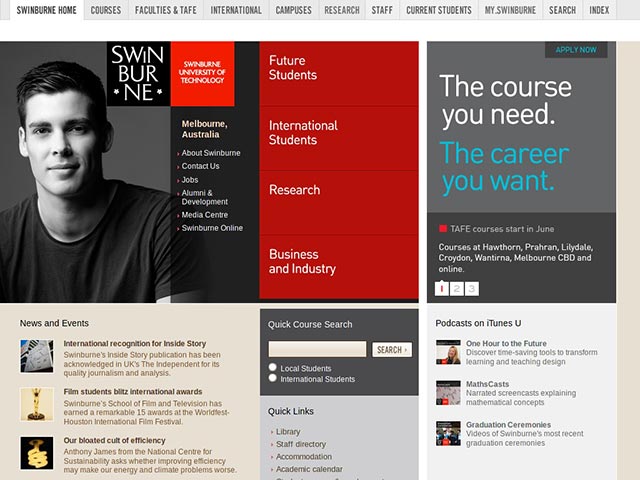 SWINBURNE HOME
COURSES
FACULTIES & TAFE
INTERNATIONAL
CAMPUSES
RESEARCH
STAFF
CURRENT STUDENTS
MY.SWINBURNE
SEARCH
INDEX
SWIN
BUR
* NE *
SWINBURNE
UNIVERSITY OF
TECHNOLOGY
Melbourne,
Australia
About Swinburne
Contact Us
Jobs
Alumni &
Development
Media Centre
Swinburne Online
Future
Students
International
Students
Research
Business
and Industry
APPLY NOW
The course
you need.
The career
you want.
TAFE courses start in June
Courses at Hawthorn, Prahran, Lilydale,
Croydon, Wantirna, Melbourne CBD and
online.
1 2 3
News and Events
International recognition for Inside Story
Swinburne's Inside Story publication has been
acknowledged in UK's The Independent for its
quality journalism and analysis.
Film students blitz international awards
Swinburne's School of Film and Television has
earned a remarkable 15 awards at the Worldfest-
Houston International Film Festival.
Our bloated cult of efficiency
Anthony James from the National Centre for
Sustainability asks whether improving efficiency
may make our energy and climate problems worse.
Quick Course Search
SEARCH ›
Local Students
International Students
Quick Links
Library
Staff directory
Accommodation
Academic calendar
Podcasts on iTunes U
One Hour to the Future
Discover time-saving tools to transform
learning and teaching design
MathsCasts
Narrated screencasts explaining
mathematical concepts
Graduation Ceremonies
Videos of Swinburne's most recent
graduation ceremonies